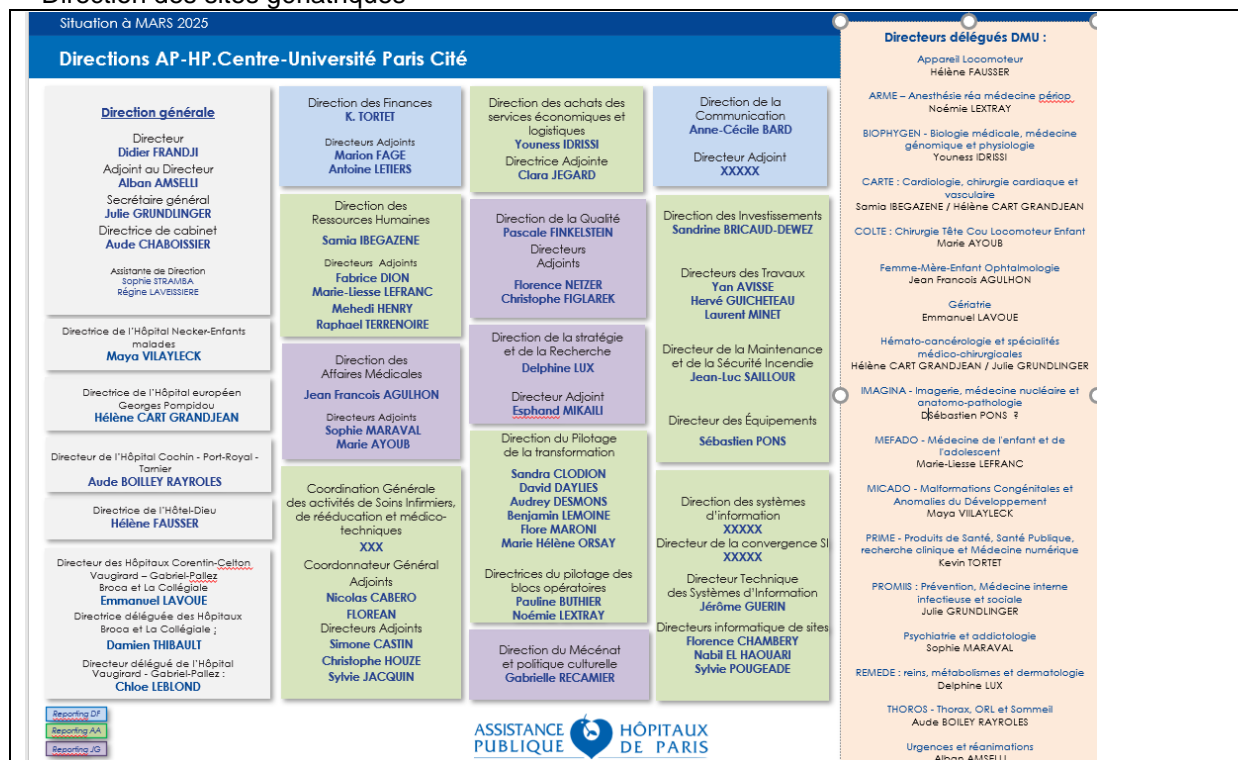 Direction des sites gériatriques
Situation à MARS 2025
Directions AP-HP.Centre-Université Paris Cité
Direction générale
Directeur
Didier FRANDJI
Adjoint au Directeur
Alban AMSELLI
Secrétaire général
Julie GRUNDLINGER
Directrice de cabinet
Aude CHABOISSIER
Assistante de Direction
Sophie STRAMBA
Régine LAVEISSIERE
Directrice de l'Hôpital Necker-Enfants
malades
Maya VILAYLECK
Directrice de l'Hôpital européen
Georges Pompidou
Hélène CART GRANDJEAN
Directeur de l'Hôpital Cochin - Port-Royal -
Tarnier
Aude BOILLEY RAYROLES
Directrice de l'Hôtel-Dieu
Hélène FAUSSER
Directeur des Hôpitaux Corentin-Celton
Vaugirard – Gabriel-Pallez
Broca et La Collégiale
Emmanuel LAVOUE
Directrice déléguée des Hôpitaux
Broca et La Collégiale ;
Damien THIBAULT
Directeur délégué de l'Hôpital
Vaugirard - Gabriel-Pallez :
Chloe LEBLOND
Reporting DF
Reporting AA
Reporting JG
Direction des Finances
K. TORTET
Directeurs Adjoints
Marion FAGE
Antoine LETIERS
Direction des
Ressources Humaines
Samia IBEGAZENE
Directeurs Adjoints
Fabrice DION
Marie-Liesse LEFRANC
Mehedi HENRY
Raphael TERRENOIRE
Direction des
Affaires Médicales
Jean Francois AGULHON
Directeurs Adjoints
Sophie MARAVAL
Marie AYOUB
Coordination Générale
des activités de Soins Infirmiers,
de rééducation et médico-
techniques
XXX
Coordonnateur Général
Adjoints
Nicolas CABERO
FLOREAN
Directeurs Adjoints
Simone CASTIN
Christophe HOUZE
Sylvie JACQUIN
Direction des achats des
services économiques et
logistiques
Youness IDRISSI
Directrice Adjointe
Clara JEGARD
Direction de la Qualité
Pascale FINKELSTEIN
Directeurs
Adjoints
Florence NETZER
Christophe FIGLAREK
Direction de la stratégie
et de la Recherche
Delphine LUX
Directeur Adjoint
Esphand MIKAILI
Direction du Pilotage
de la transformation
Sandra CLODION
David DAYLIES
Audrey DESMONS
Benjamin LEMOINE
Flore MARONI
Marie Hélène ORSAY
Directrices du pilotage des
blocs opératoires
Pauline BUTHIER
Noémie LEXTRAY
Direction du Mécénat
et politique culturelle
Gabrielle RECAMIER
Direction de la
Communication
Anne-Cécile BARD
Directeur Adjoint
XXXXX
Direction des Investissements
Sandrine BRICAUD-DEWEZ
Directeurs des Travaux
Yan AVISSE
Hervé GUICHETEAU
Laurent MINET
Directeur de la Maintenance
et de la Sécurité Incendie
Jean-Luc SAILLOUR
Directeur des Équipements
Sébastien PONS
Direction des systèmes
d'information
XXXXX
Directeur de la convergence SI
XXXXX
Directeur Technique
des Systèmes d'Information
Jérôme GUERIN
Directeurs informatique de sites
Florence CHAMBERY
Nabil EL HAOUARI
Sylvie POUGEADE
ASSISTANCE HÔPITAUX
PUBLIQUE DE PARIS
Directeurs délégués DMU :
Appareil Locomoteur
Hélène FAUSSER
ARME – Anesthésie réa médecine périop
Noémie LEXTRAY
BIOPHYGEN - Biologie médicale, médecine
génomique et physiologie
Youness IDRISSI
CARTE : Cardiologie, chirurgie cardiaque et
vasculaire
Samia IBEGAZENE / Hélène CART GRANDJEAN
COLTE : Chirurgie Tête Cou Locomoteur Enfant
Marie AYOUB
Femme-Mère-Enfant Ophtalmologie
Jean Francois AGULHON
Gériatrie
Emmanuel LAVOUE
Hémato-cancérologie et spécialités
médico-chirurgicales
Hélène CART GRANDJEAN / Julie GRUNDLINGER
IMAGINA - Imagerie, médecine nucléaire et
anatomo-pathologie
DSébastien PONS ?
MEFADO - Médecine de l'enfant et de
l'adolescent
Marie-Liesse LEFRANC
MICADO - Malformations Congénitales et
Anomalies du Développement
Maya VIILAYLECK
PRIME - Produits de Santé, Santé Publique,
recherche clinique et Médecine numérique
Kevin TORTET
PROMIIS : Prévention, Médecine interne
infectieuse et sociale
Julie GRUNDLINGER
Psychiatrie et addictologie
Sophie MARAVAL
REMEDE : reins, métabolismes et dermatologie
Delphine LUX
THOROS - Thorax, ORL et Sommeil
Aude BOILEY RAYROLES
Urgences et réanimations
Alban AMSELLI